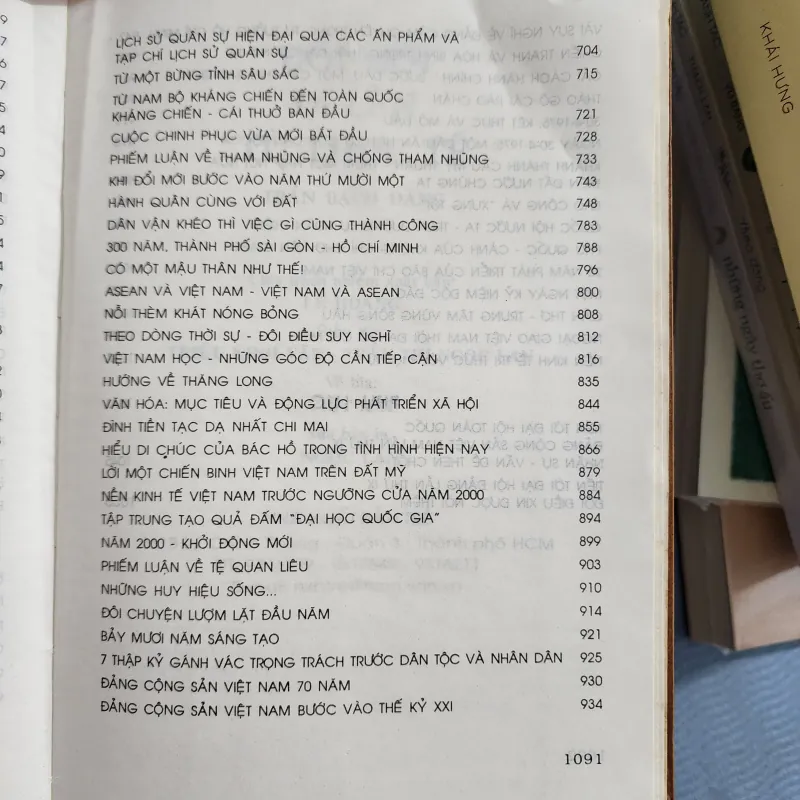 LỊCH SỬ QUÂN SỰ HIỆN ĐẠI QUA CÁC ẤN PHẨM VÀ
TẠP CHÍ LỊCH SỬ QUÂN SỰ 704
TỪ MỘT BỪNG TỈNH SÂU SẮC 715
TỪ NAM BỘ KHÁNG CHIẾN ĐẾN TOÀN QUỐC
KHÁNG CHIẾN - CÁI THUỞ BAN ĐẦU 721
CUỘC CHINH PHỤC VỪA MỚI BẮT ĐẦU 728
PHIẾM LUẬN VỀ THAM NHŨNG VÀ CHỐNG THAM NHŨNG 733
KHI ĐỔI MỚI BƯỚC VÀO NĂM THỨ MƯỜI MỘT 743
HÀNH QUÂN CÙNG VỚI ĐẤT 748
DÂN VẬN KHÉO THÌ VIỆC GÌ CŨNG THÀNH CÔNG 783
300 NĂM, THÀNH PHỐ SÀI GÒN - HỒ CHÍ MINH 788
CÓ MỘT MẬU THÂN NHƯ THẾ! 796
ASEAN VÀ VIỆT NAM - VIỆT NAM VÀ ASEAN 800
NỖI THÈM KHÁT NÓNG BỎNG 808
THEO DÒNG THỜI SỰ - ĐÔI ĐIỀU SUY NGHĨ 812
VIỆT NAM HỌC - NHỮNG GÓC ĐỘ CẦN TIẾP CẬN 816
HƯỚNG VỀ THĂNG LONG 835
VĂN HÓA: MỤC TIÊU VÀ ĐỘNG LỰC PHÁT TRIỂN XÃ HỘI 844
ĐÌNH TIỀN TẠC DẠ NHẤT CHI MAI 855
HIỂU DI CHÚC CỦA BÁC HỒ TRONG TÌNH HÌNH HIỆN NAY 866
LỜI MỘT CHIẾN BINH VIỆT NAM TRÊN ĐẤT MỸ 879
NỀN KINH TẾ VIỆT NAM TRƯỚC NGƯỠNG CỬA NĂM 2000 884
TẬP TRUNG TẠO QUẢ ĐẤM “ĐẠI HỌC QUỐC GIA” 894
NĂM 2000 - KHỞI ĐỘNG MỚI 899
PHIẾM LUẬN VỀ TỆ QUAN LIÊU 903
NHỮNG HUY HIỆU SỐNG... 910
ĐÔI CHUYỆN LƯỢM LẶT ĐẦU NĂM 914
BẢY MƯƠI NĂM SÁNG TẠO 921
7 THẬP KỶ GÁNH VÁC TRỌNG TRÁCH TRƯỚC DÂN TỘC VÀ NHÂN DÂN 925
ĐẢNG CỘNG SẢN VIỆT NAM 70 NĂM 930
ĐẢNG CỘNG SẢN VIỆT NAM BƯỚC VÀO THẾ KỶ XXI 934
1091
KHÁI HƯNG
những ngày thơ ấu